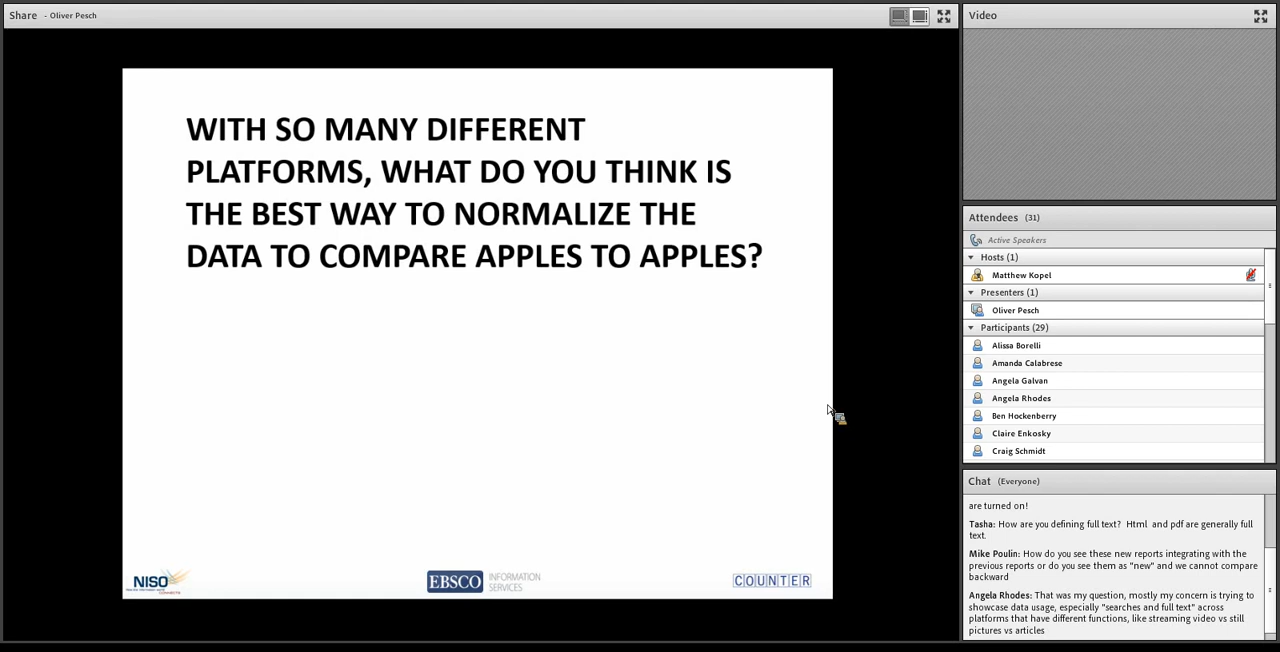 Share - Oliver Pesch
WITH SO MANY DIFFERENT
PLATFORMS, WHAT DO YOU THINK IS
THE BEST WAY TO NORMALIZE THE
DATA TO COMPARE APPLES TO APPLES?
NISO
EBSCO INFORMATION
SERVICES
COUNTER
Video
Attendees (31)
Active Speakers
Hosts (1)
Matthew Kopel
Presenters (1)
Oliver Pesch
Participants (29)
Alissa Borelli
Amanda Calabrese
Angela Galvan
Angela Rhodes
Ben Hockenberry
Claire Enkosky
Craig Schmidt
Chat (Everyone)
are turned on!
Tasha: How are you defining full text? Html and pdf are generally full
text.
Mike Poulin: How do you see these new reports integrating with the
previous reports or do you see them as "new" and we cannot compare
backward
Angela Rhodes: That was my question, mostly my concern is trying to
showcase data usage, especially "searches and full text" across
platforms that have different functions, like streaming video vs still
pictures vs articles